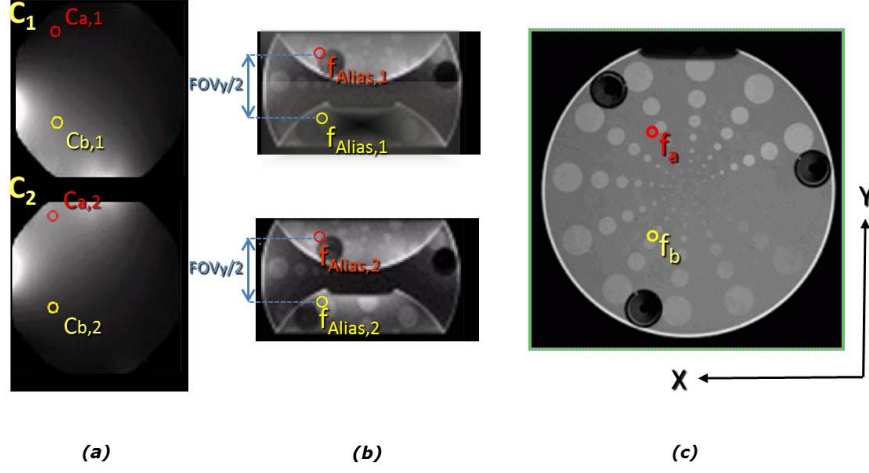 C1
Ca,1
Cb,1
C2
Ca,2
Cb,2
FOVy/2
fAlias,1
fAlias,1
FOVy/2
fAlias,2
fAlias,2
fa
fb
Y
X
(a)
(b)
(c)